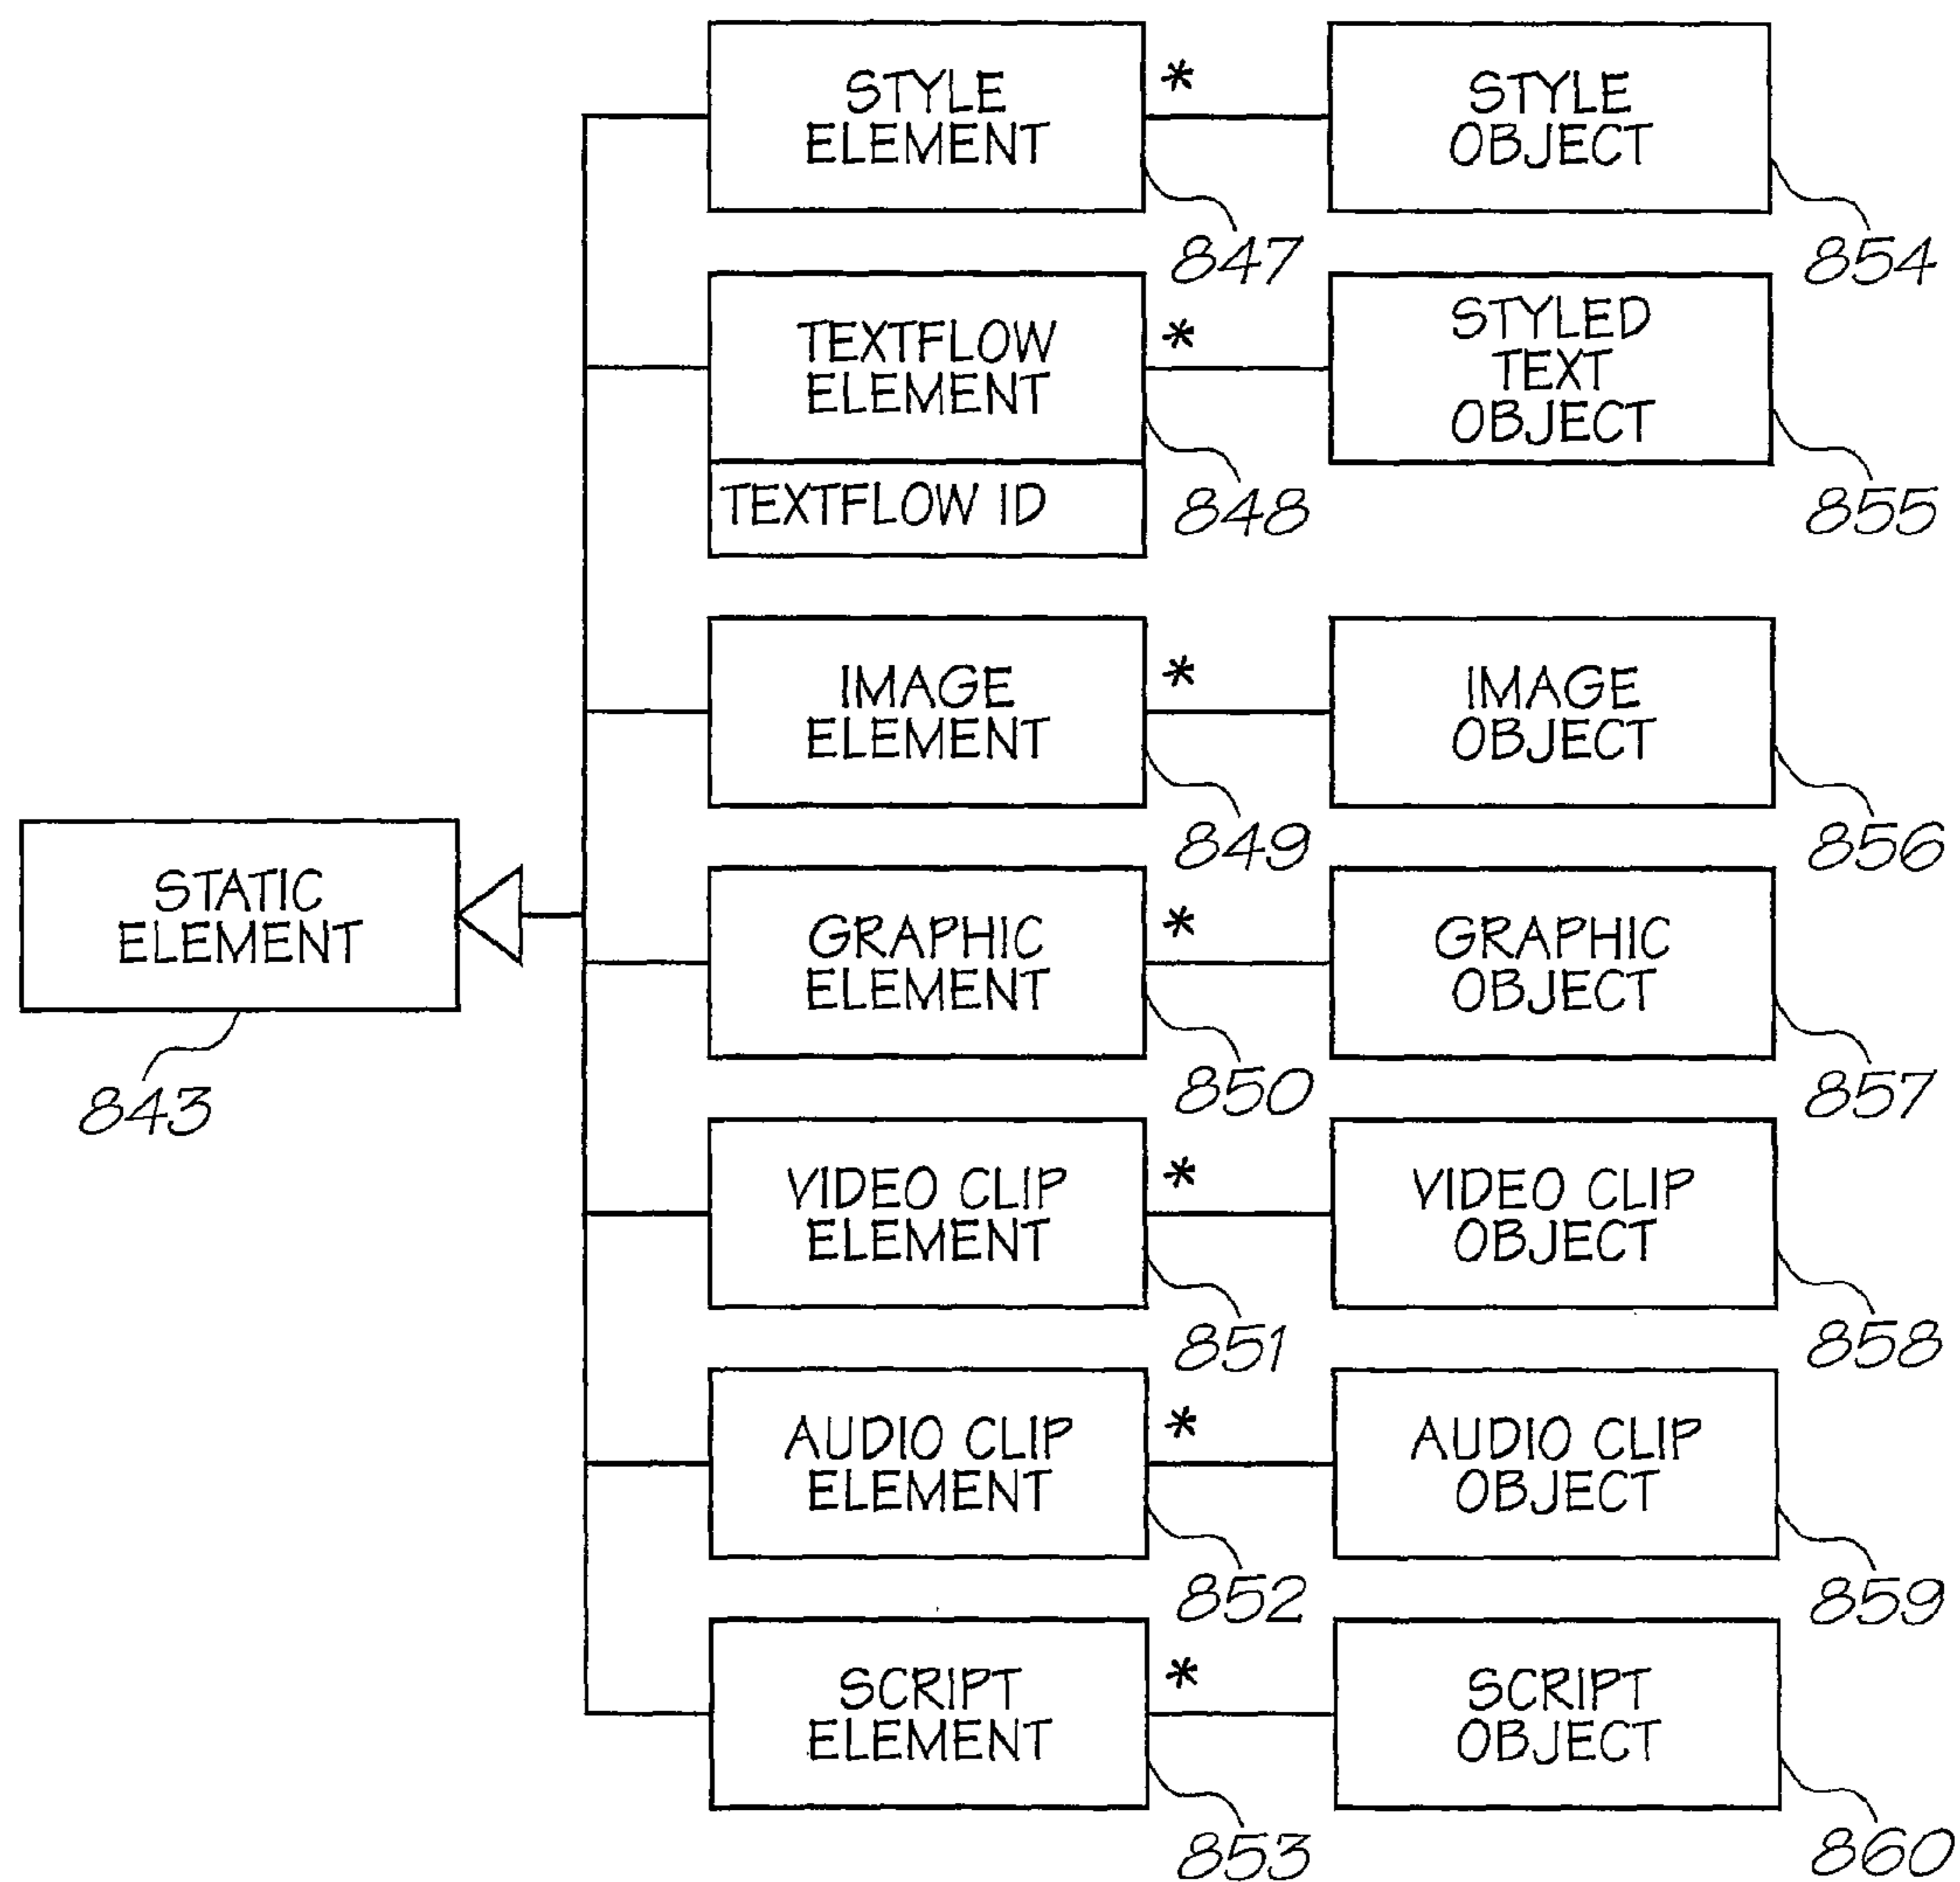 STYLE
ELEMENT
*
STYLE
OBJECT
847
854
TEXTFLOW
ELEMENT
TEXTFLOW ID
*
STYLED
TEXT
OBJECT
848
855
IMAGE
ELEMENT
*
IMAGE
OBJECT
849
856
STATIC
ELEMENT
843
GRAPHIC
ELEMENT
*
GRAPHIC
OBJECT
850
857
VIDEO CLIP
ELEMENT
*
VIDEO CLIP
OBJECT
851
858
AUDIO CLIP
ELEMENT
*
AUDIO CLIP
OBJECT
852
859
SCRIPT
ELEMENT
*
SCRIPT
OBJECT
853
860